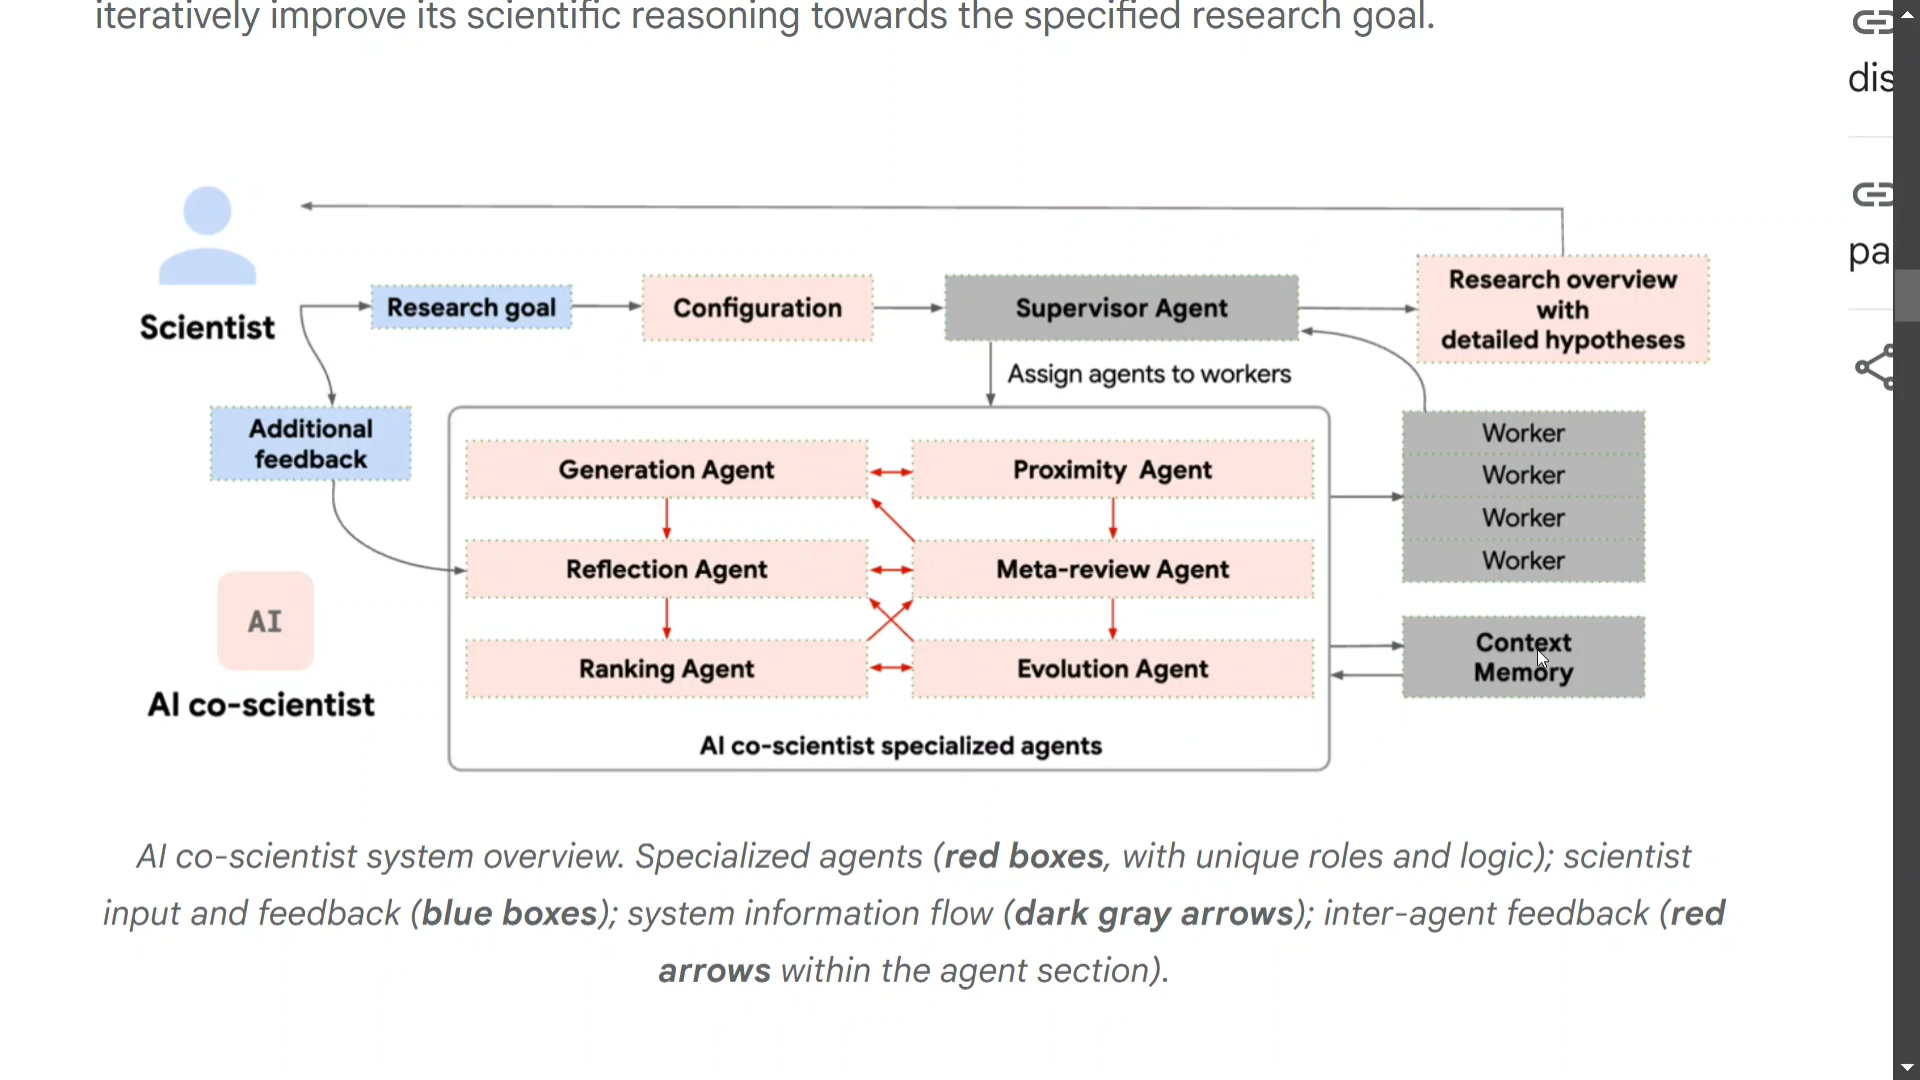 iteratively improve its scientific reasoning towards the specified research goal.
dis
pa
Scientist
Research goal
Configuration
Supervisor Agent
Research overview
with
detailed hypotheses
Assign agents to workers
Additional
feedback
Generation Agent
Proximity Agent
Reflection Agent
Meta-review Agent
Ranking Agent
Evolution Agent
AI co-scientist specialized agents
Worker
Worker
Worker
Worker
Context
Memory
AI
AI co-scientist
AI co-scientist system overview. Specialized agents (red boxes, with unique roles and logic); scientist
input and feedback (blue boxes); system information flow (dark gray arrows); inter-agent feedback (red
arrows within the agent section).